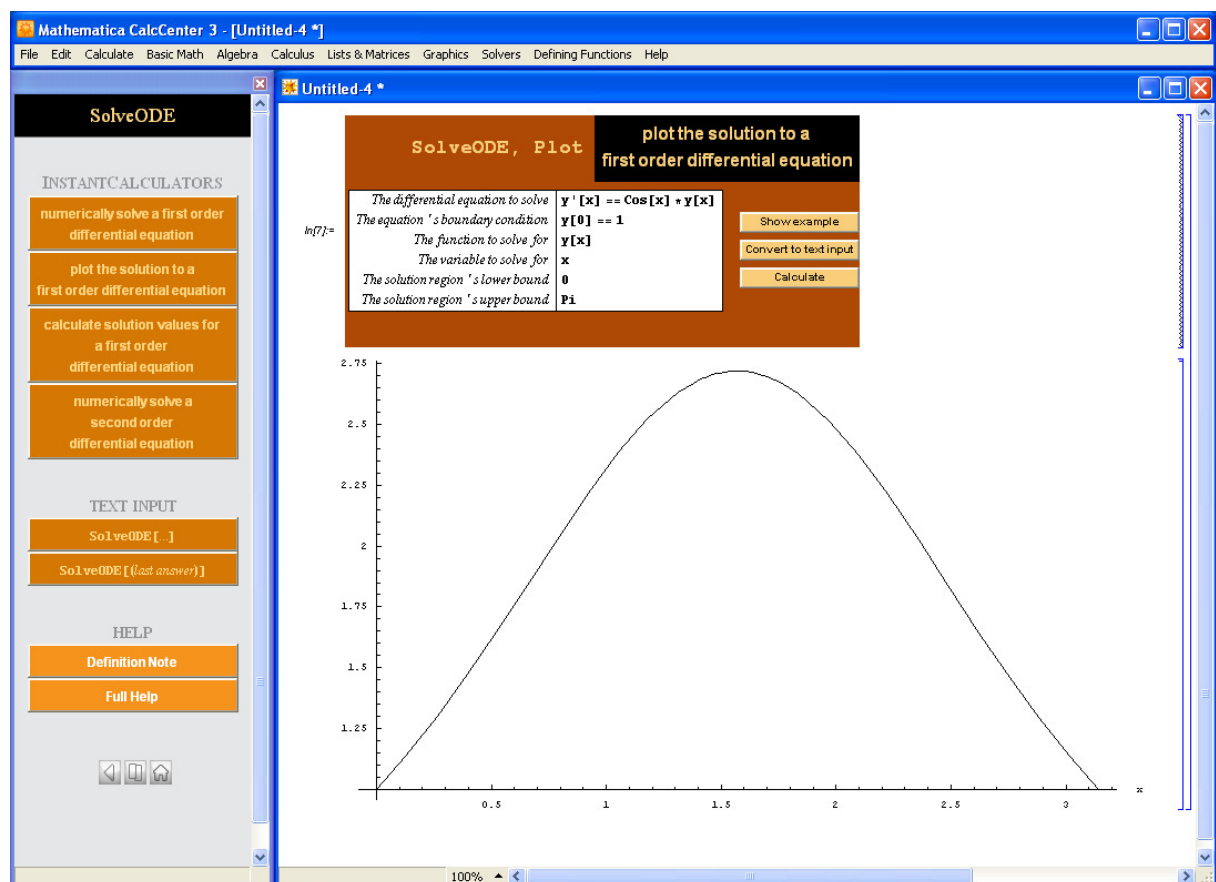 Mathematica CalcCenter 3 - [Untitled-4 *]
File Edit Calculate Basic Math Algebra Calculus Lists & Matrices Graphics Solvers Defining Functions Help
SolveODE
INSTANTCALCULATORS
numerically solve a first order
differential equation
plot the solution to a
first order differential equation
calculate solution values for
a first order
differential equation
numerically solve a
second order
differential equation
TEXT INPUT
SolveODE[…]
SolveODE[(last answer)]
HELP
Definition Note
Full Help
Untitled-4 *
SolveODE, Plot
plot the solution to a
first order differential equation
In[7]:=
The differential equation to solve y'[x] == Cos[x] * y[x]
The equation 's boundary condition y[0] == 1
The function to solve for y[x]
The variable to solve for x
The solution region 's lower bound 0
The solution region 's upper bound Pi
Show example
Convert to text input
Calculate
2.75
2.5
2.25
2
1.75
1.5
1.25
0.5 1 1.5 2 2.5 3 x
100%